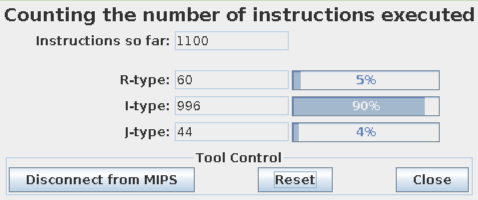 Counting the number of instructions executed
Instructions so far: 1100
R-type: 60 5%
I-type: 996 90%
J-type: 44 4%
Tool Control
Disconnect from MIPS Reset Close